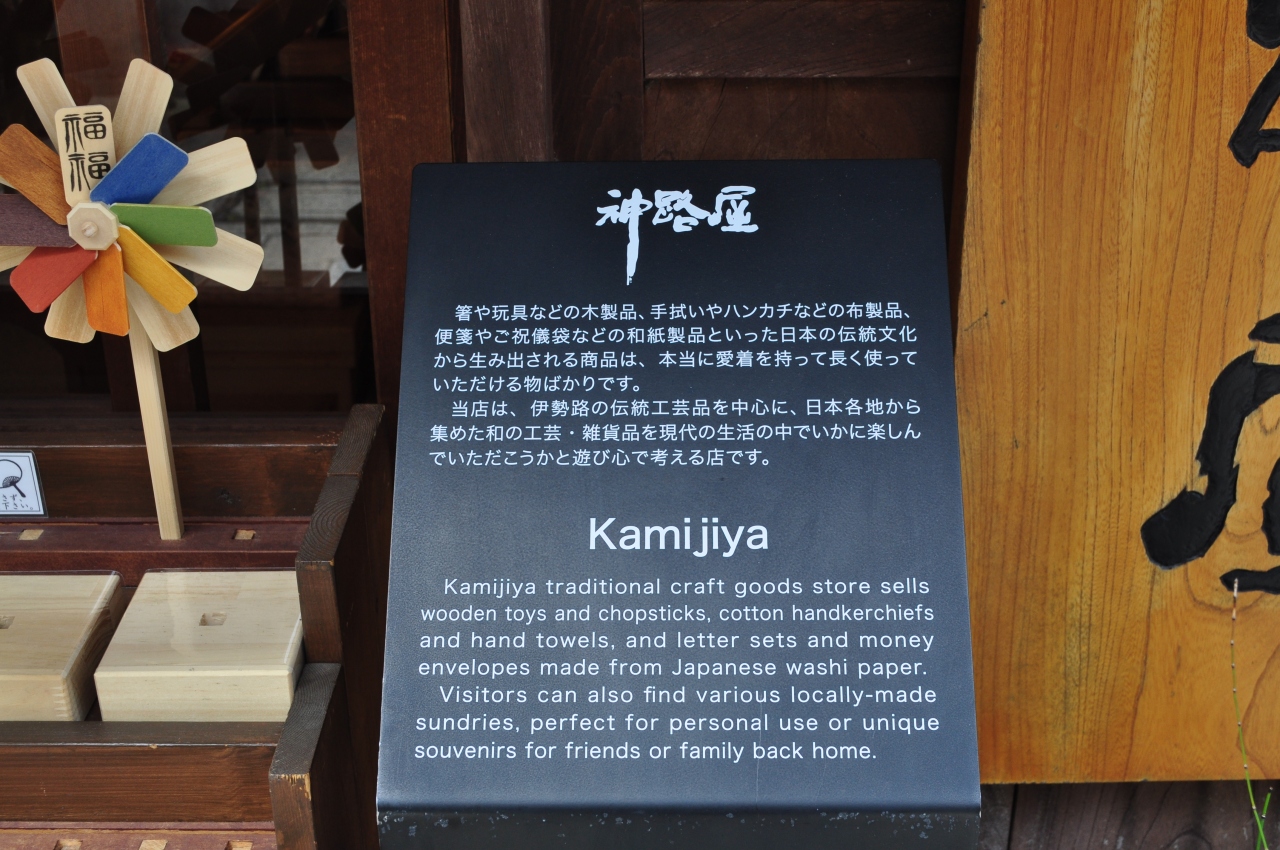 福
福
神路屋
箸や玩具などの木製品、手拭いやハンカチなどの布製品、
便箋やご祝儀袋などの和紙製品といった日本の伝統文化
から生み出される商品は、本当に愛着を持って長く使って
いただける物ばかりです。
当店は、伊勢路の伝統工芸品を中心に、日本各地から
集めた和の工芸・雑貨品を現代の生活の中でいかに楽しん
でいただこうかと遊び心で考える店です。
Kamijiya
Kamijiya traditional craft goods store sells
wooden toys and chopsticks, cotton handkerchiefs
and hand towels, and letter sets and money
envelopes made from Japanese washi paper.
Visitors can also find various locally-made
sundries, perfect for personal use or unique
souvenirs for friends or family back home.